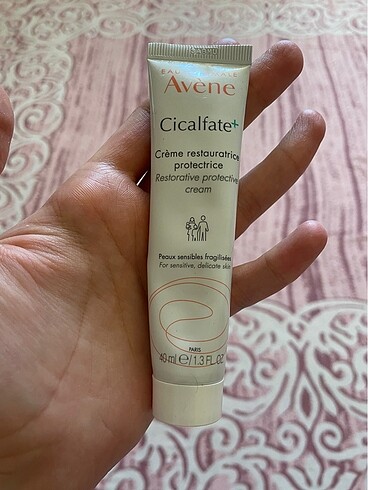 EAU THERMALE
Avène
Cicalfate+
Crème restauratrice
protectrice
Restorative protective
cream
Peaux sensibles fragilisées
For sensitive, delicate skin
PARIS
40 ml ℮/1.3 FL.OZ